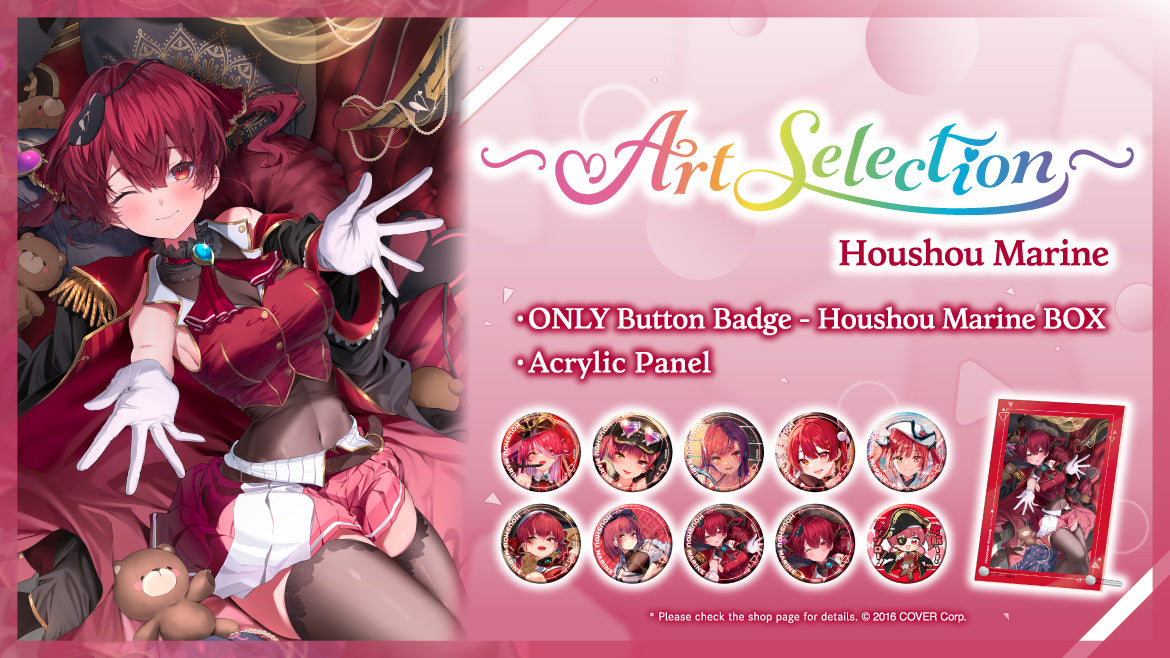 Art Selection
Houshou Marine
・ONLY Button Badge - Houshou Marine BOX
・Acrylic Panel
* Please check the shop page for details. © 2016 COVER Corp.